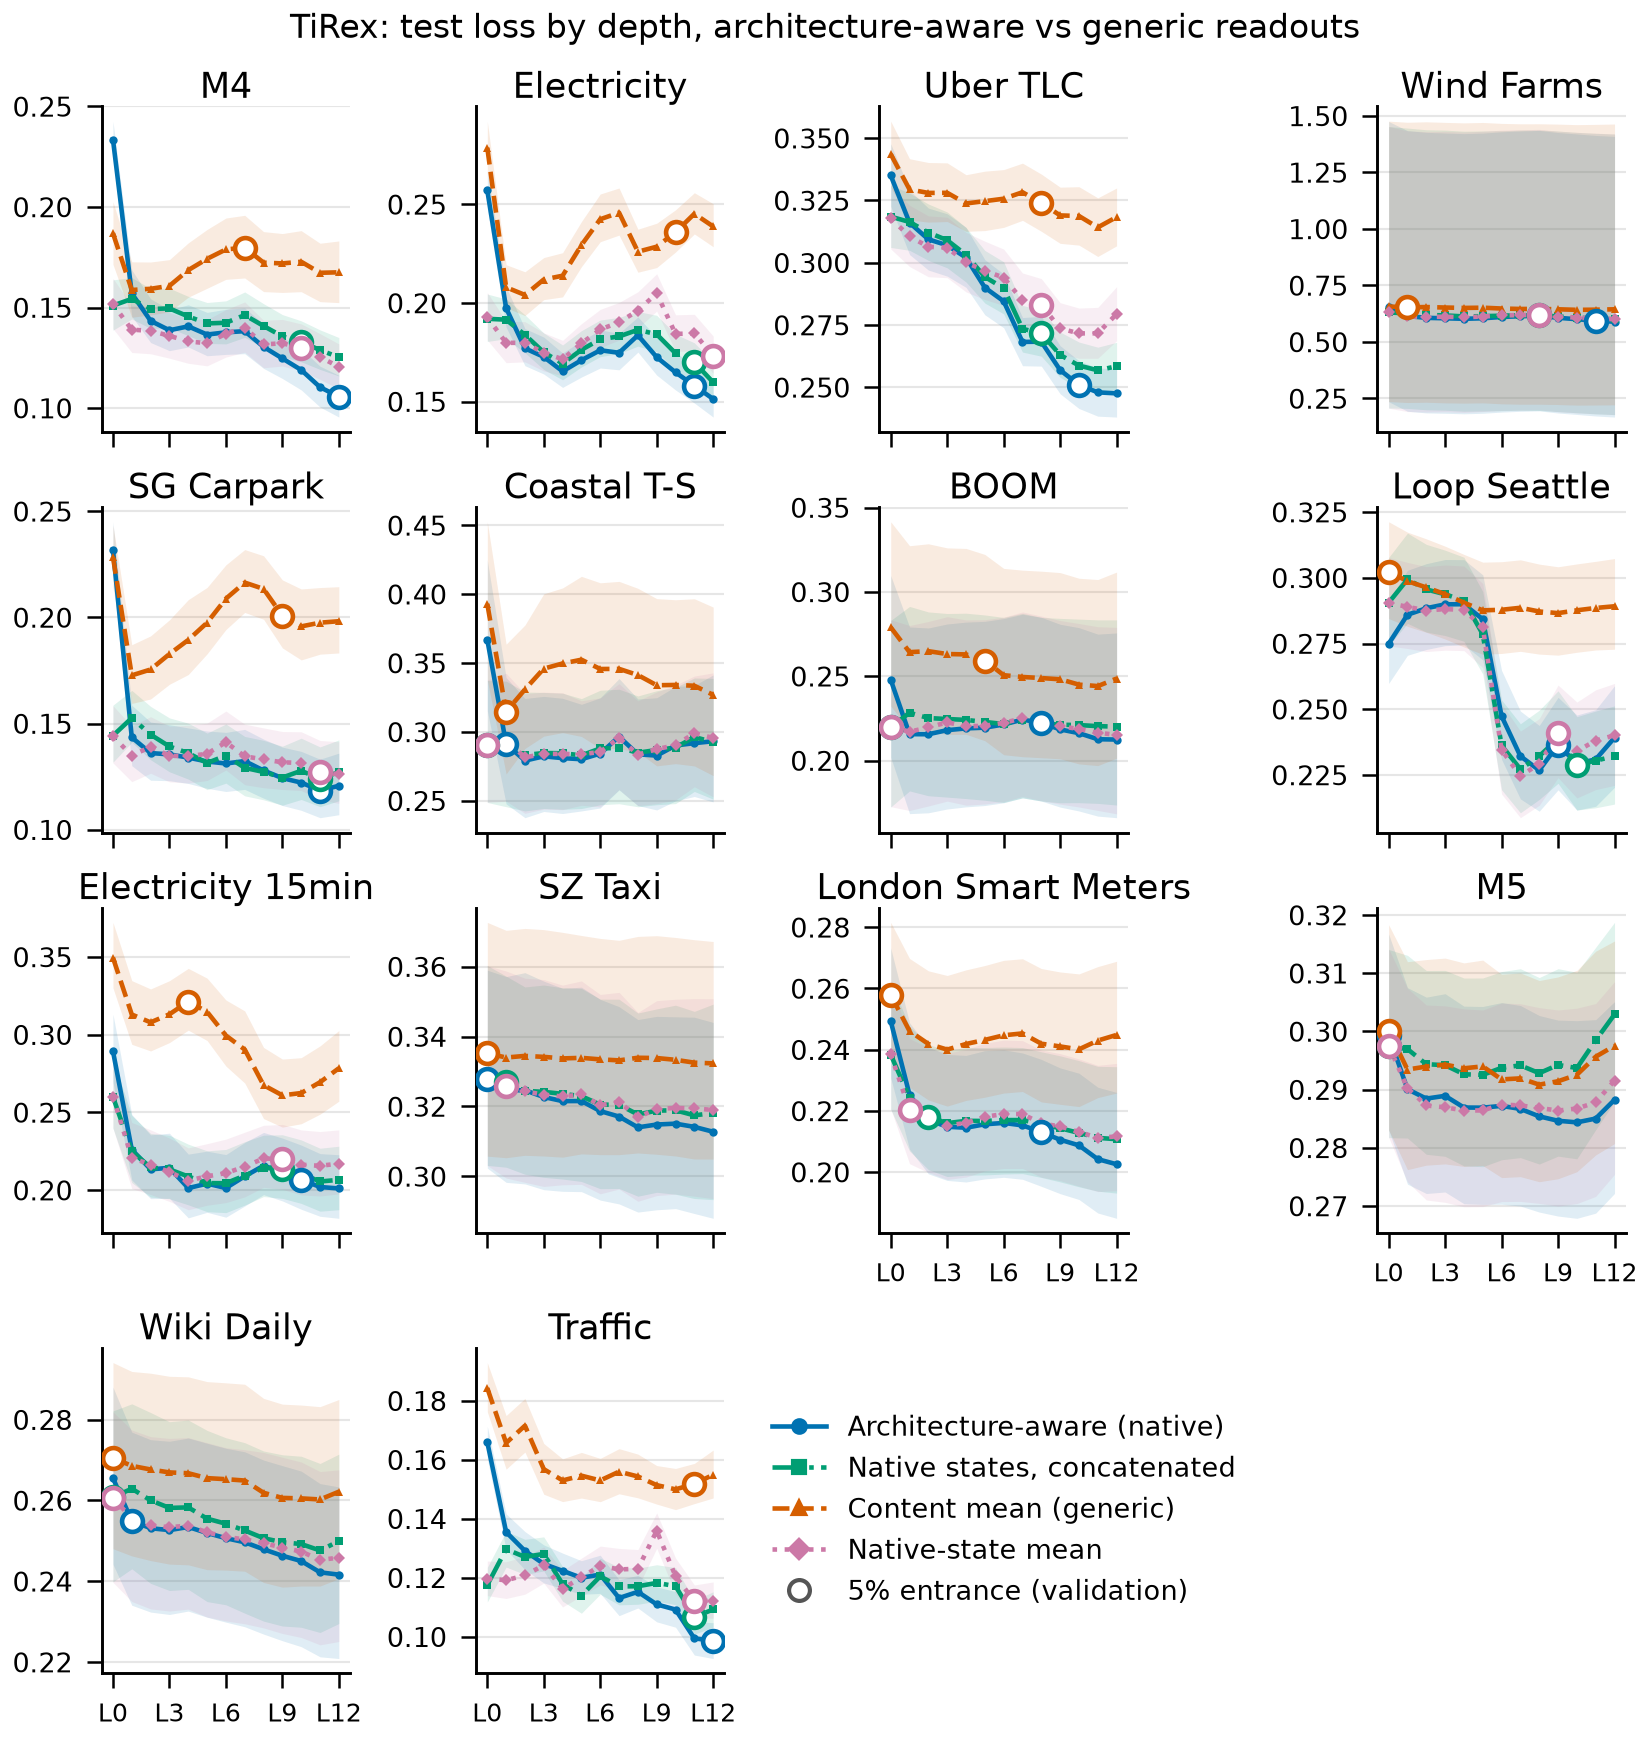 TiRex: test loss by depth, architecture-aware vs generic readouts
M4
Electricity
Uber TLC
Wind Farms
0.25
0.20
0.15
0.10
0.25
0.20
0.15
0.350
0.325
0.300
0.275
0.250
1.50
1.25
1.00
0.75
0.50
0.25
SG Carpark
Coastal T-S
BOOM
Loop Seattle
0.25
0.20
0.15
0.10
0.45
0.40
0.35
0.30
0.25
0.35
0.30
0.25
0.20
0.325
0.300
0.275
0.250
0.225
Electricity 15min
SZ Taxi
London Smart Meters
M5
0.35
0.30
0.25
0.20
0.36
0.34
0.32
0.30
0.28
0.26
0.24
0.22
0.20
0.32
0.31
0.30
0.29
0.28
0.27
L0 L3 L6 L9 L12
L0 L3 L6 L9 L12
Wiki Daily
Traffic
0.28
0.26
0.24
0.22
0.18
0.16
0.14
0.12
0.10
L0 L3 L6 L9 L12
L0 L3 L6 L9 L12
Architecture-aware (native)
Native states, concatenated
Content mean (generic)
Native-state mean
5% entrance (validation)